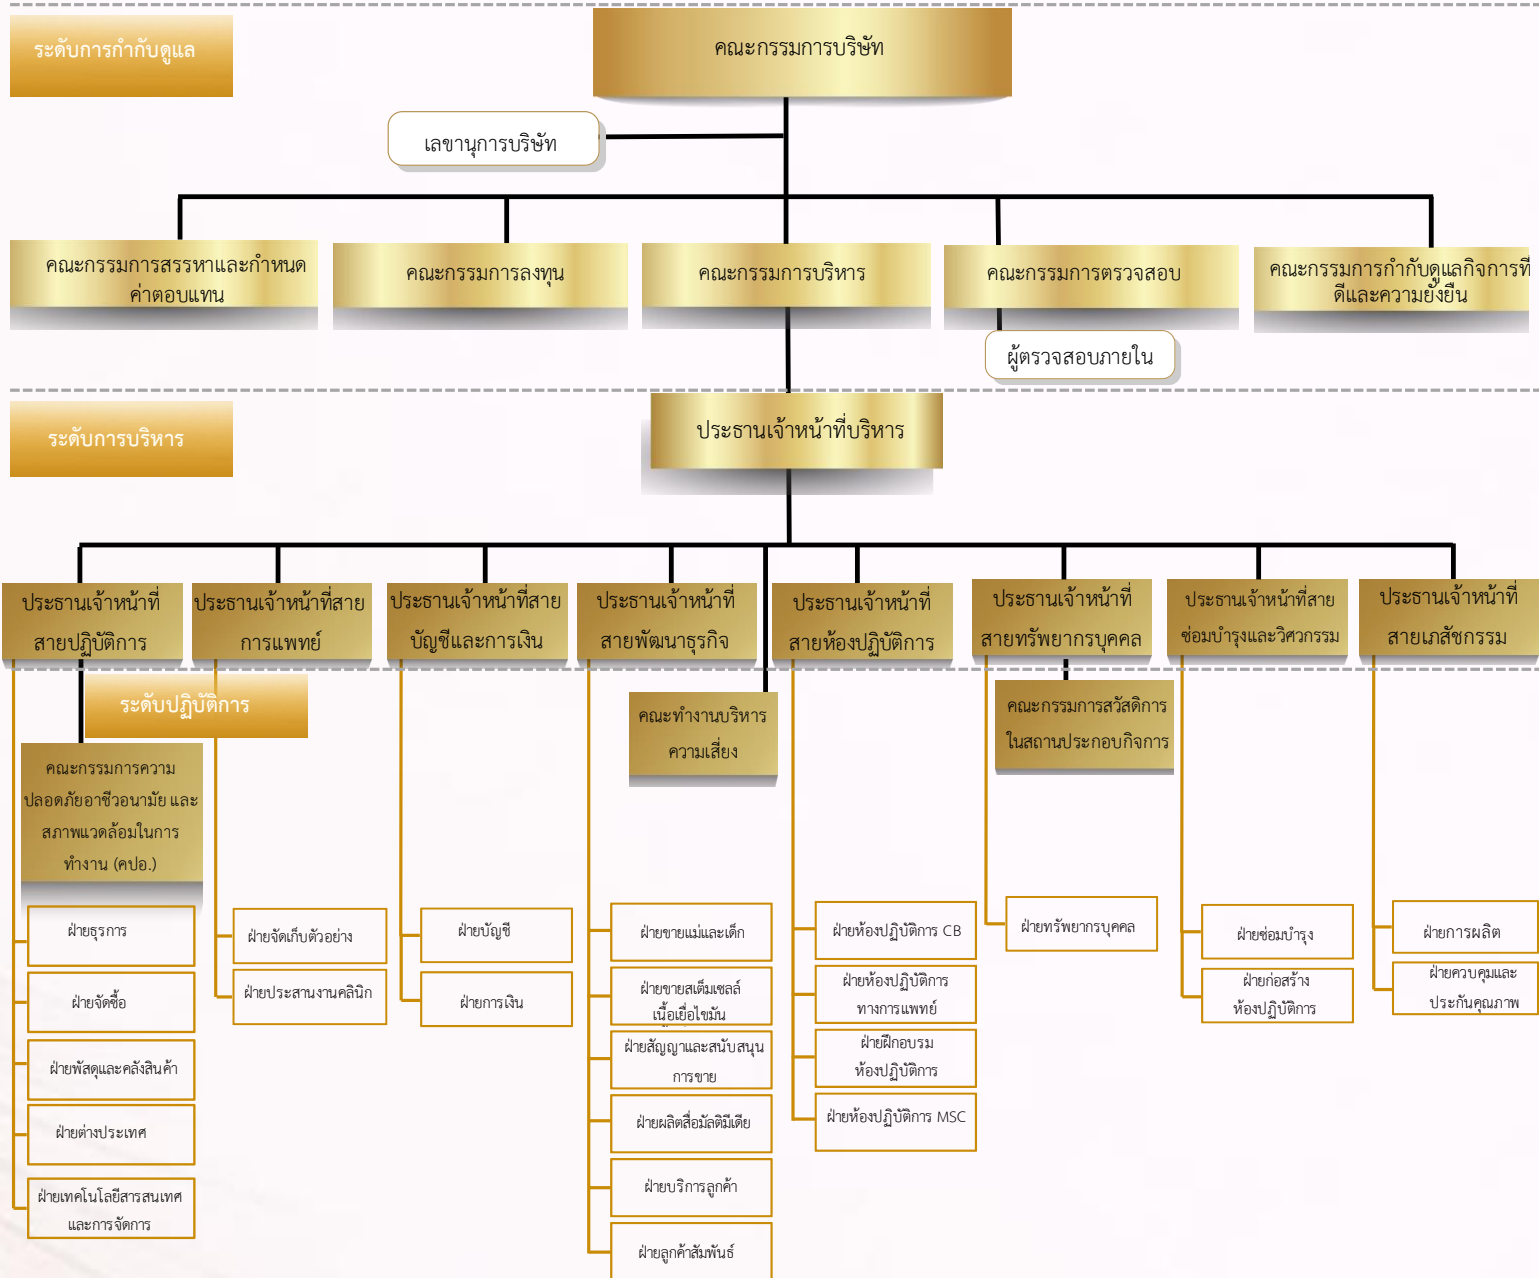 ระดับการกำกับดูแล
คณะกรรมการบริษัท
เลขานุการบริษัท
คณะกรรมการสรรหาและกำหนด
ค่าตอบแทน
คณะกรรมการลงทุน
คณะกรรมการบริหาร
คณะกรรมการตรวจสอบ
คณะกรรมการกำกับดูแลกิจการที่
ดีและความยั่งยืน
ผู้ตรวจสอบภายใน
ระดับการบริหาร
ประธานเจ้าหน้าที่บริหาร
ประธานเจ้าหน้าที่
สายปฏิบัติการ
ประธานเจ้าหน้าที่สาย
การแพทย์
ประธานเจ้าหน้าที่สาย
บัญชีและการเงิน
ประธานเจ้าหน้าที่
สายพัฒนาธุรกิจ
ประธานเจ้าหน้าที่
สายห้องปฏิบัติการ
ประธานเจ้าหน้าที่
สายทรัพยากรบุคคล
ประธานเจ้าหน้าที่สาย
ซ่อมบำรุงและวิศวกรรม
ประธานเจ้าหน้าที่
สายเภสัชกรรม
ระดับปฏิบัติการ
คณะกรรมการความ
ปลอดภัยอาชีวอนามัย และ
สภาพแวดล้อมในการ
ทำงาน (คปอ.)
คณะทำงานบริหาร
ความเสี่ยง
คณะกรรมการสวัสดิการ
ในสถานประกอบกิจการ
ฝ่ายธุรการ
ฝ่ายจัดซื้อ
ฝ่ายพัสดุและคลังสินค้า
ฝ่ายต่างประเทศ
ฝ่ายเทคโนโลยีสารสนเทศ
และการจัดการ
ฝ่ายจัดเก็บตัวอย่าง
ฝ่ายประสานงานคลินิก
ฝ่ายบัญชี
ฝ่ายการเงิน
ฝ่ายขายแม่และเด็ก
ฝ่ายขายสเต็มเซลล์
เนื้อเยื่อไขมัน
ฝ่ายสัญญาและสนับสนุน
การขาย
ฝ่ายผลิตสื่อมัลติมีเดีย
ฝ่ายบริการลูกค้า
ฝ่ายลูกค้าสัมพันธ์
ฝ่ายห้องปฏิบัติการ CB
ฝ่ายห้องปฏิบัติการ
ทางการแพทย์
ฝ่ายฝึกอบรม
ห้องปฏิบัติการ
ฝ่ายห้องปฏิบัติการ MSC
ฝ่ายทรัพยากรบุคคล
ฝ่ายซ่อมบำรุง
ฝ่ายก่อสร้าง
ห้องปฏิบัติการ
ฝ่ายการผลิต
ฝ่ายควบคุมและ
ประกันคุณภาพ